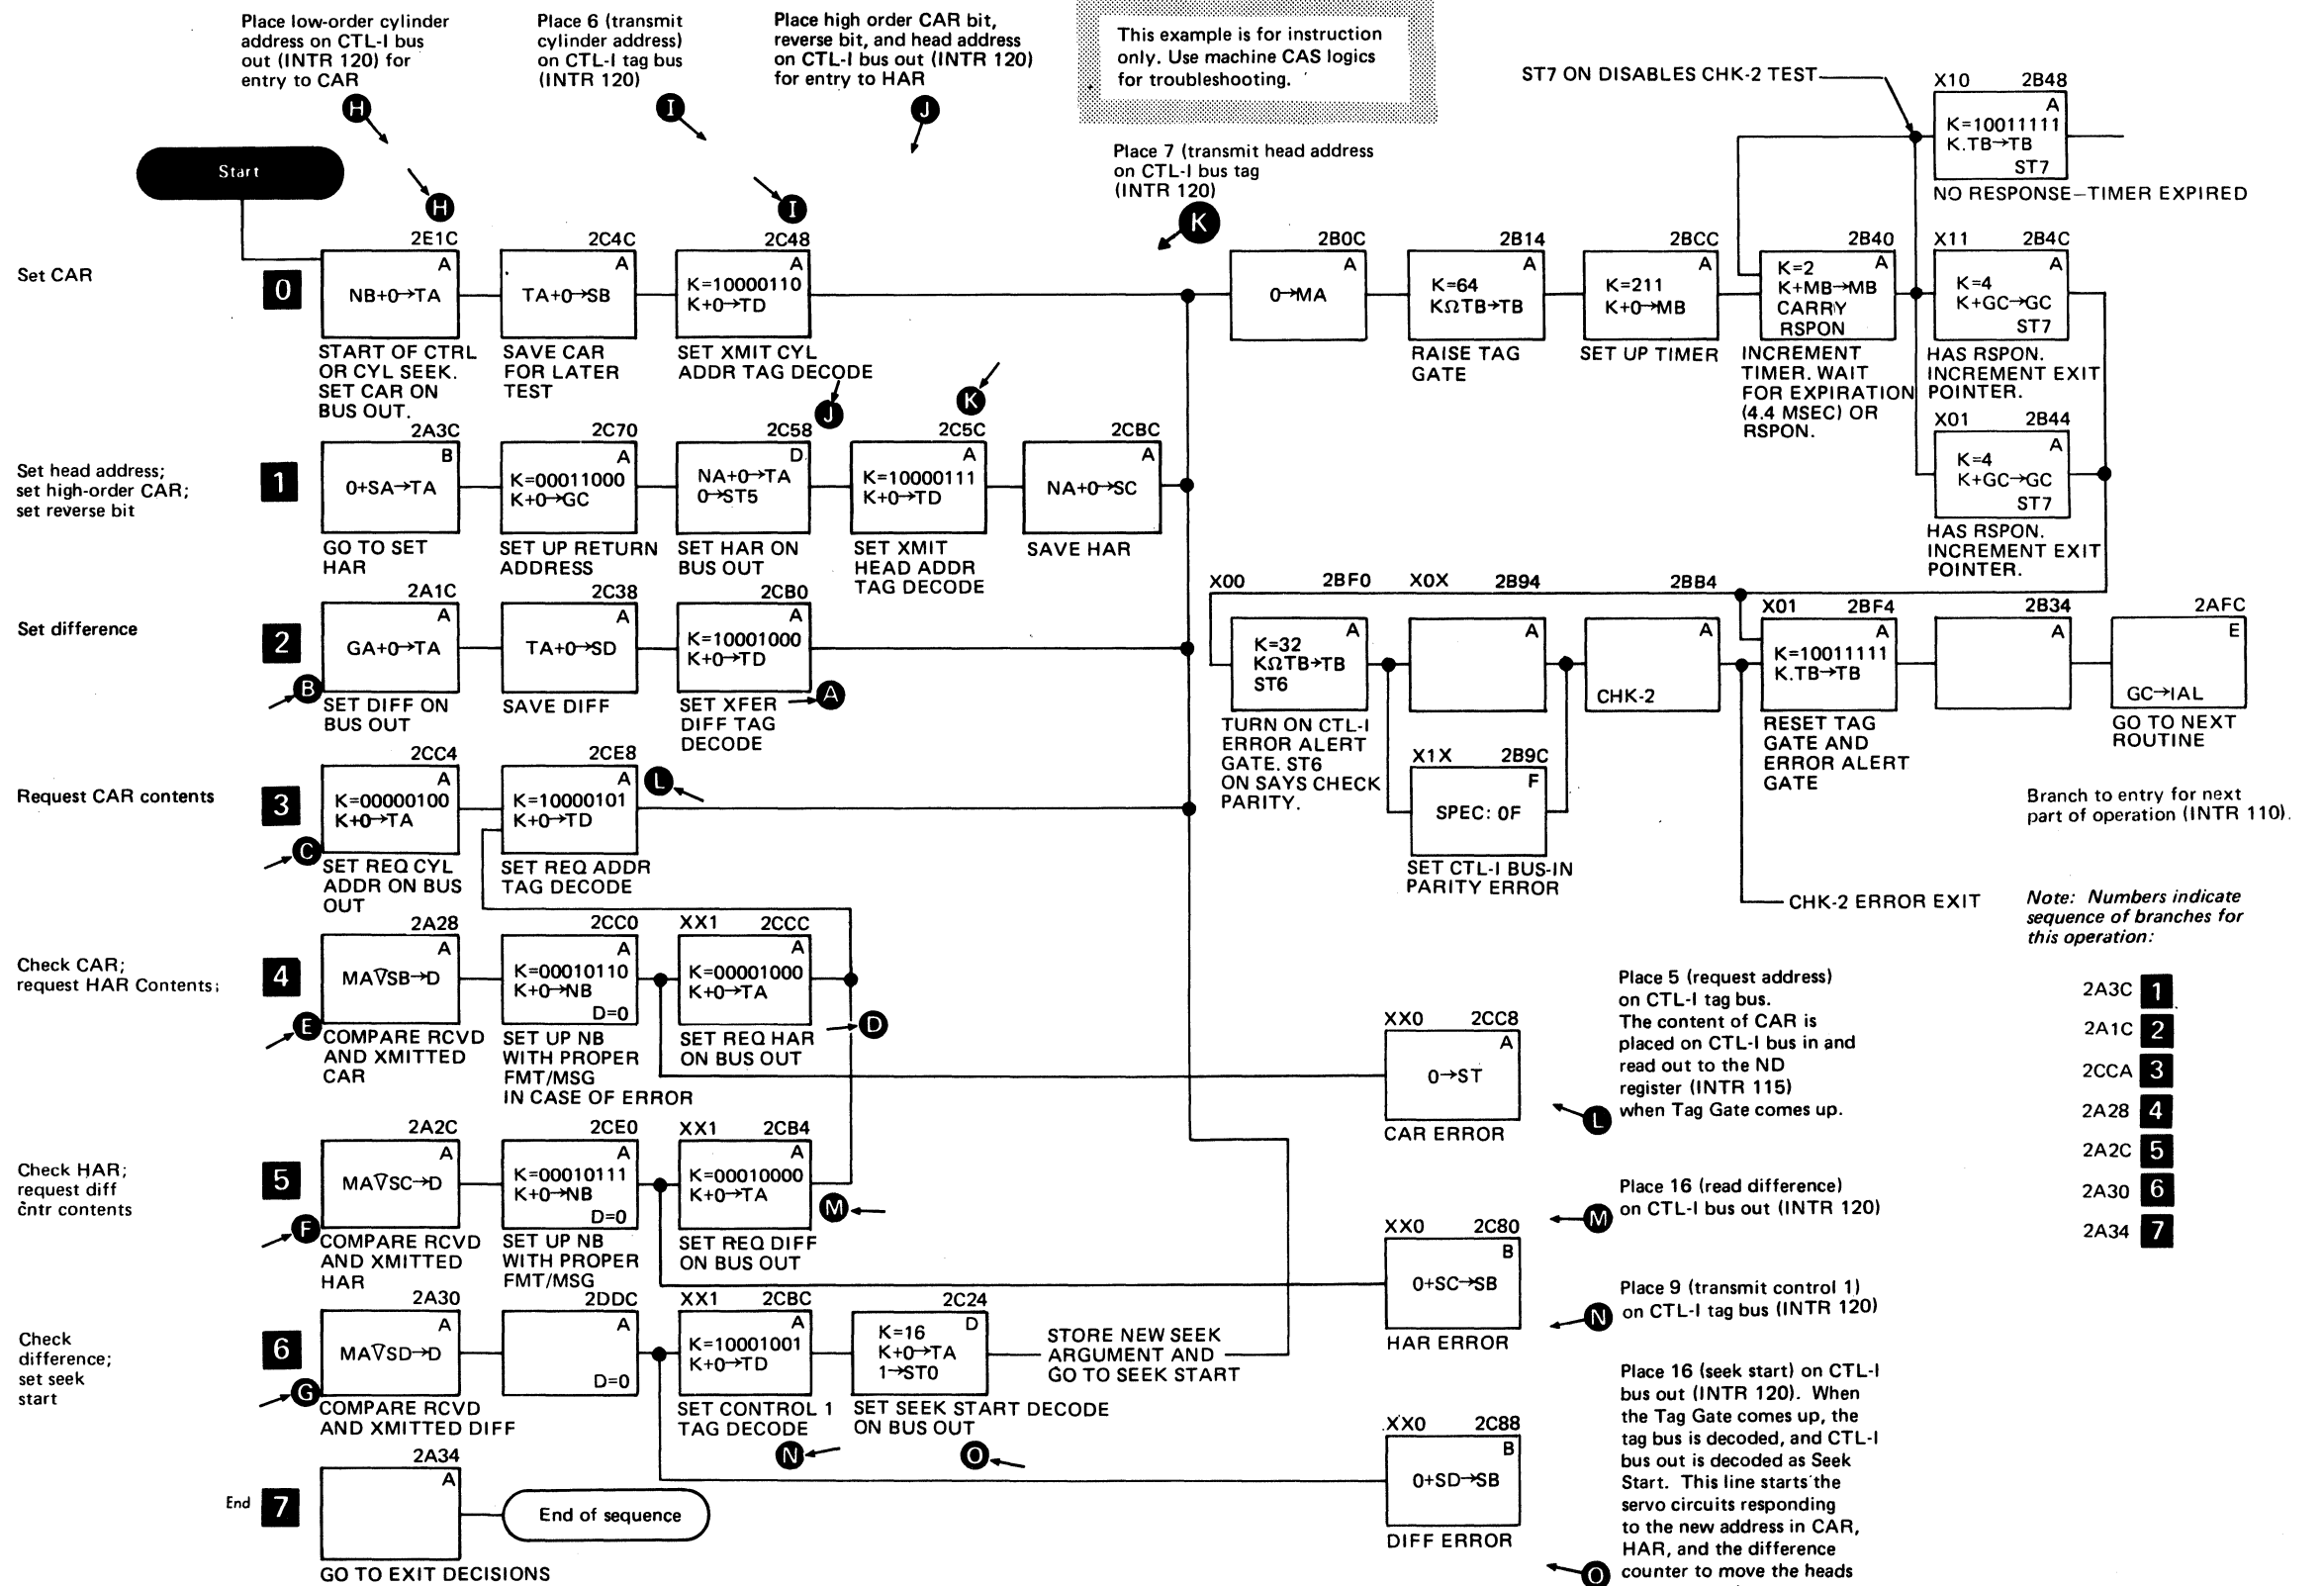 Place low-order cylinder
address on CTL-I bus
out (INTR 120) for
entry to CAR
H
Place 6 (transmit
cylinder address)
on CTL-I tag bus
(INTR 120)
I
Place high order CAR bit,
reverse bit, and head address
on CTL-I bus out (INTR 120)
for entry to HAR
J
This example is for instruction
only. Use machine CAS logics
for troubleshooting.
Place 7 (transmit head address
on CTL-I bus tag
(INTR 120)
K
ST7 ON DISABLES CHK-2 TEST
X10 2B48
A
K=10011111
K.TB→TB
ST7
NO RESPONSE—TIMER EXPIRED
Start
H
I
Set CAR
0
2E1C
A
NB+0→TA
START OF CTRL
OR CYL SEEK.
SET CAR ON
BUS OUT.
2C4C
A
TA+0→SB
SAVE CAR
FOR LATER
TEST
2C48
A
K=10000110
K+0→TD
SET XMIT CYL
ADDR TAG DECODE
2B0C
A
0→MA
2B14
A
K=64
KΩTB→TB
RAISE TAG
GATE
2BCC
A
K=211
K+0→MB
SET UP TIMER
2B40
A
K=2
K+MB→MB
CARRY
RSPON
INCREMENT
TIMER. WAIT
FOR EXPIRATION
(4.4 MSEC) OR
RSPON.
X11 2B4C
A
K=4
K+GC→GC
ST7
HAS RSPON.
INCREMENT EXIT
POINTER.
X01 2B44
A
K=4
K+GC→GC
ST7
HAS RSPON.
INCREMENT EXIT
POINTER.
J
K
Set head address;
set high-order CAR;
set reverse bit
1
2A3C
B
0+SA→TA
GO TO SET
HAR
2C70
A
K=00011000
K+0→GC
SET UP RETURN
ADDRESS
2C58
D
NA+0→TA
0→ST5
SET HAR ON
BUS OUT
2C5C
A
K=10000111
K+0→TD
SET XMIT
HEAD ADDR
TAG DECODE
2CBC
A
NA+0→SC
SAVE HAR
Set difference
2
B
2A1C
A
GA+0→TA
SET DIFF ON
BUS OUT
2C38
A
TA+0→SD
SAVE DIFF
2CB0
A
K=10001000
K+0→TD
SET XFER
DIFF TAG
DECODE
A
X00 2BF0
A
K=32
KΩTB→TB
ST6
TURN ON CTL-I
ERROR ALERT
GATE. ST6
ON SAYS CHECK
PARITY.
X0X 2B94
A
X1X 2B9C
F
SPEC: 0F
SET CTL-I BUS-IN
PARITY ERROR
2BB4
A
CHK-2
X01 2BF4
A
K=10011111
K.TB→TB
RESET TAG
GATE AND
ERROR ALERT
GATE
2B34
A
2AFC
E
GC→IAL
GO TO NEXT
ROUTINE
Branch to entry for next
part of operation (INTR 110).
CHK-2 ERROR EXIT
Request CAR contents
3
C
2CC4
A
K=00000100
K+0→TA
SET REQ CYL
ADDR ON BUS
OUT
2CE8
A
K=10000101
K+0→TD
SET REQ ADDR
TAG DECODE
L
Check CAR;
request HAR Contents;
4
E
2A28
A
MA∇SB→D
COMPARE RCVD
AND XMITTED
CAR
2CC0
A
K=00010110
K+0→NB
D=0
SET UP NB
WITH PROPER
FMT/MSG
IN CASE OF ERROR
XX1 2CCC
A
K=00001000
K+0→TA
SET REQ HAR
ON BUS OUT
D
XX0 2CC8
A
0→ST
CAR ERROR
Check HAR;
request diff
cntr contents
5
F
2A2C
A
MA∇SC→D
COMPARE RCVD
AND XMITTED
HAR
2CE0
A
K=00010111
K+0→NB
D=0
SET UP NB
WITH PROPER
FMT/MSG
XX1 2CB4
A
K=00010000
K+0→TA
SET REQ DIFF
ON BUS OUT
M
XX0 2C80
B
0+SC→SB
HAR ERROR
Check
difference;
set seek
start
6
G
2A30
A
MA∇SD→D
COMPARE RCVD
AND XMITTED DIFF
2DDC
A
D=0
XX1 2CBC
A
K=10001001
K+0→TD
SET CONTROL 1
TAG DECODE
N
2C24
D
K=16
K+0→TA
1→ST0
SET SEEK START DECODE
ON BUS OUT
O
STORE NEW SEEK
ARGUMENT AND
GO TO SEEK START
XX0 2C88
B
0+SD→SB
DIFF ERROR
End
7
2A34
A
GO TO EXIT DECISIONS
End of sequence
Place 5 (request address)
on CTL-I tag bus.
The content of CAR is
placed on CTL-I bus in and
read out to the ND
register (INTR 115)
when Tag Gate comes up.
L
Place 16 (read difference)
on CTL-I bus out (INTR 120)
M
Place 9 (transmit control 1)
on CTL-I tag bus (INTR 120)
N
Place 16 (seek start) on CTL-I
bus out (INTR 120). When
the Tag Gate comes up, the
tag bus is decoded, and CTL-I
bus out is decoded as Seek
Start. This line starts the
servo circuits responding
to the new address in CAR,
HAR, and the difference
counter to move the heads
O
Note: Numbers indicate
sequence of branches for
this operation:
2A3C 1
2A1C 2
2CCA 3
2A28 4
2A2C 5
2A30 6
2A34 7